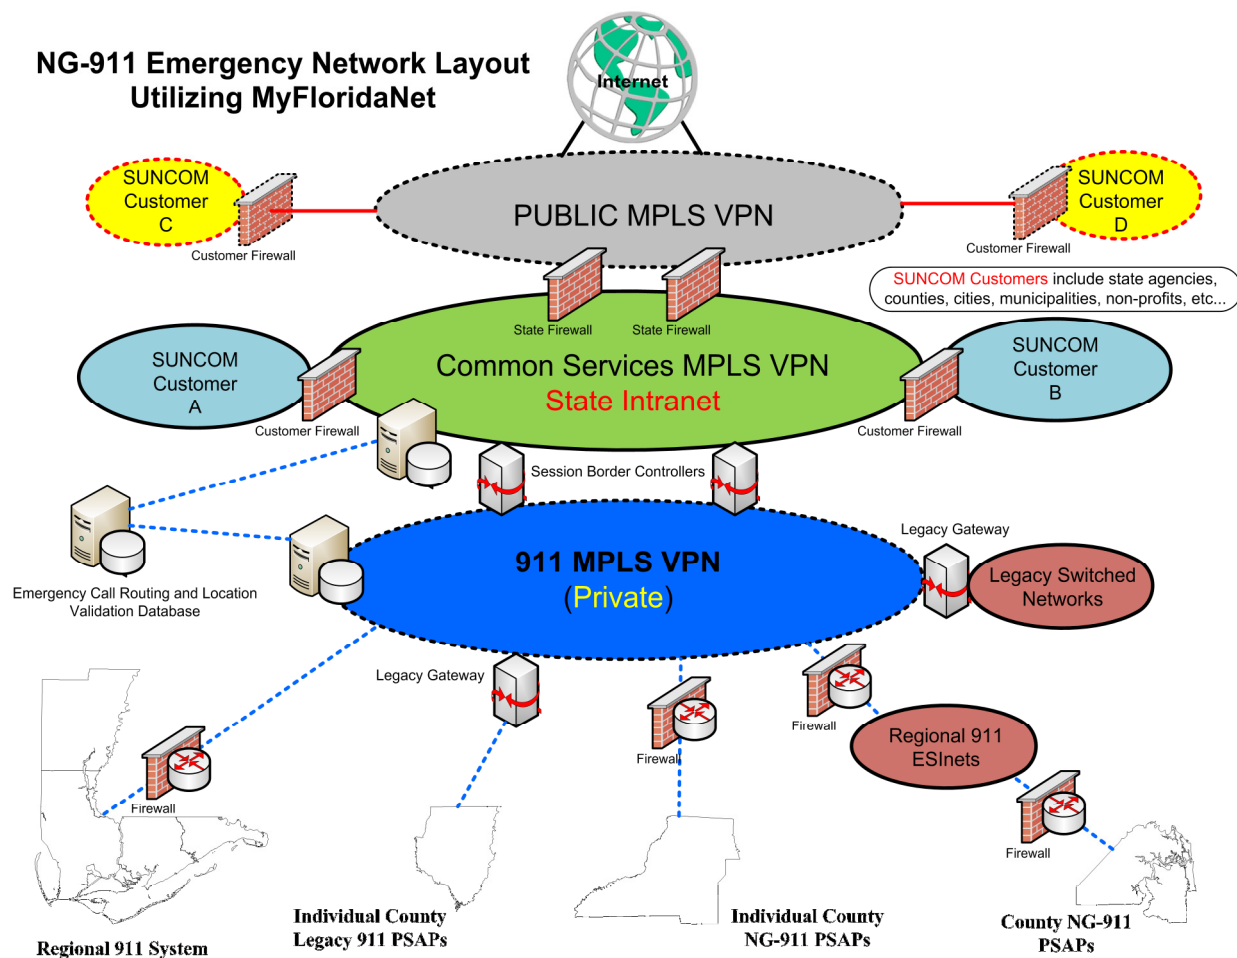 NG-911 Emergency Network Layout
Utilizing MyFloridaNet
Internet
SUNCOM
Customer
C
Customer Firewall
PUBLIC MPLS VPN
SUNCOM
Customer
D
Customer Firewall
SUNCOM Customers include state agencies,
counties, cities, municipalities, non-profits, etc...
State Firewall
State Firewall
SUNCOM
Customer
A
Customer Firewall
Common Services MPLS VPN
State Intranet
SUNCOM
Customer
B
Customer Firewall
Session Border Controllers
Emergency Call Routing and Location
Validation Database
911 MPLS VPN
(Private)
Legacy Gateway
Legacy Switched
Networks
Legacy Gateway
Firewall
Firewall
Firewall
Regional 911
ESInets
Firewall
Regional 911 System
Individual County
Legacy 911 PSAPs
Individual County
NG-911 PSAPs
County NG-911
PSAPs